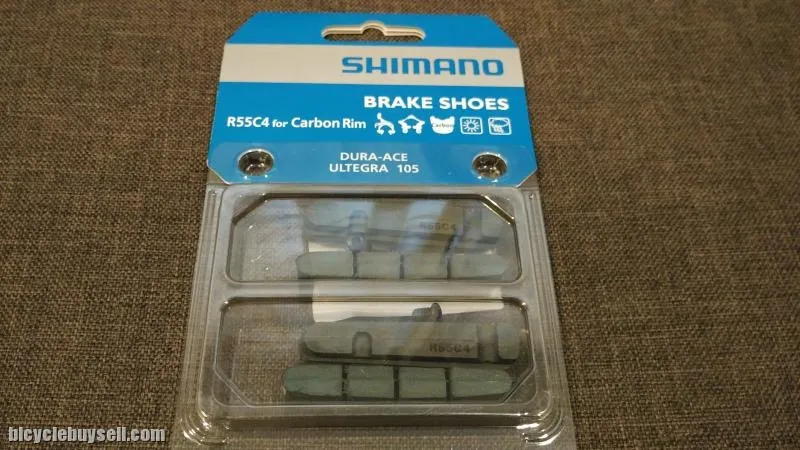 SHIMANO
BRAKE SHOES
R55C4 for Carbon Rim
Carbon
DURA-ACE
ULTEGRA 105
R55C4
R55C4
bicyclebuysell.com